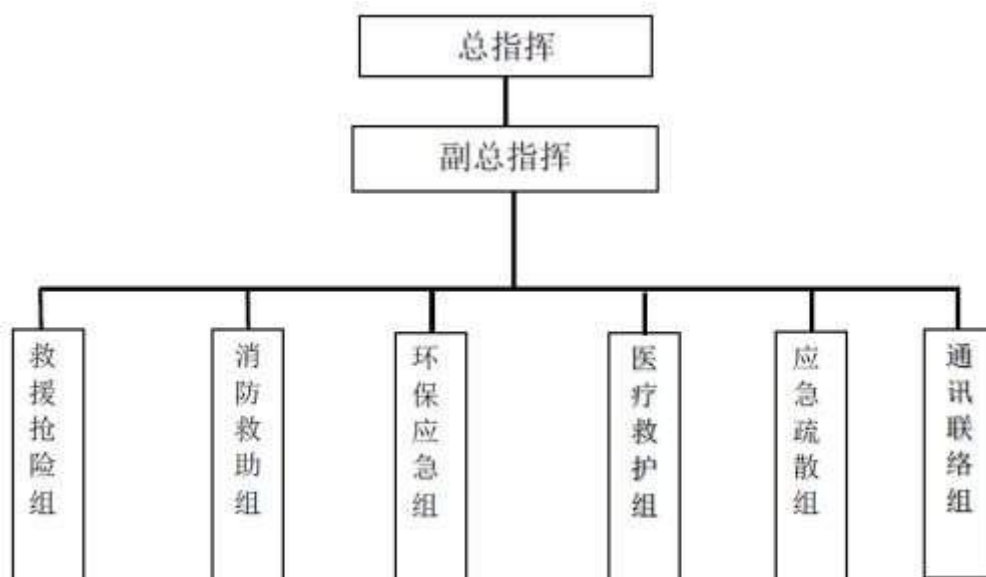 总指挥
副总指挥
救援抢险组
消防救助组
环保应急组
医疗救护组
应急疏散组
通讯联络组